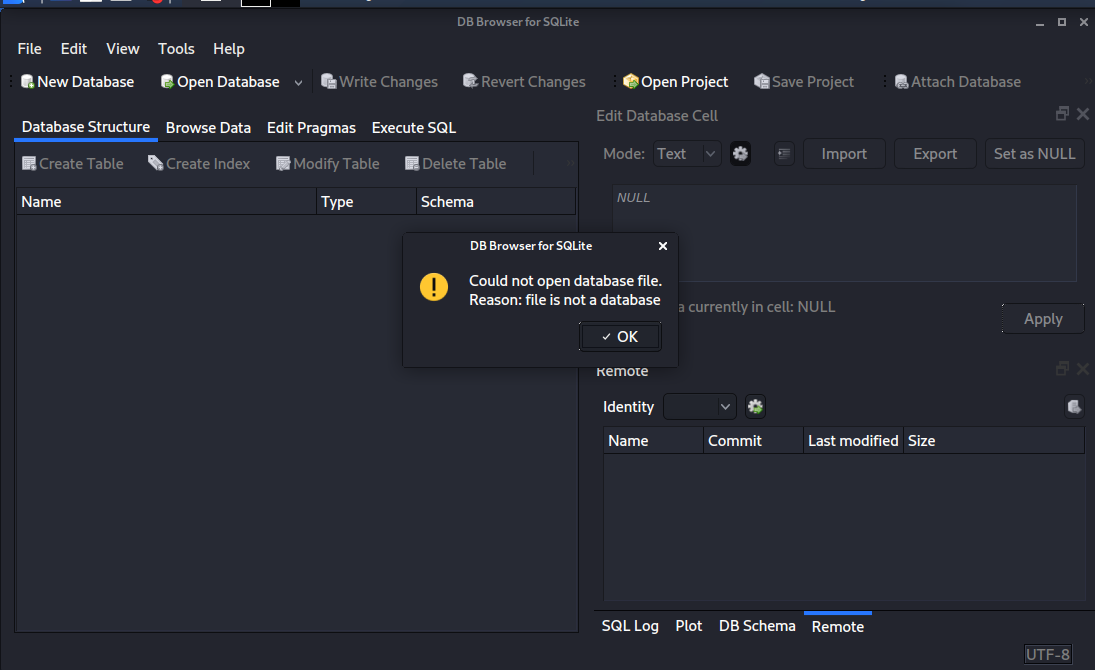 DB Browser for SQLite
File Edit View Tools Help
New Database Open Database Write Changes Revert Changes Open Project Save Project Attach Database
Edit Database Cell
Database Structure Browse Data Edit Pragmas Execute SQL
Create Table Create Index Modify Table Delete Table
Mode: Text Import Export Set as NULL
Name Type Schema
NULL
DB Browser for SQLite
Could not open database file.
Reason: file is not a database
OK
a currently in cell: NULL
Apply
Remote
Identity
Name Commit Last modified Size
SQL Log Plot DB Schema Remote
UTF-8